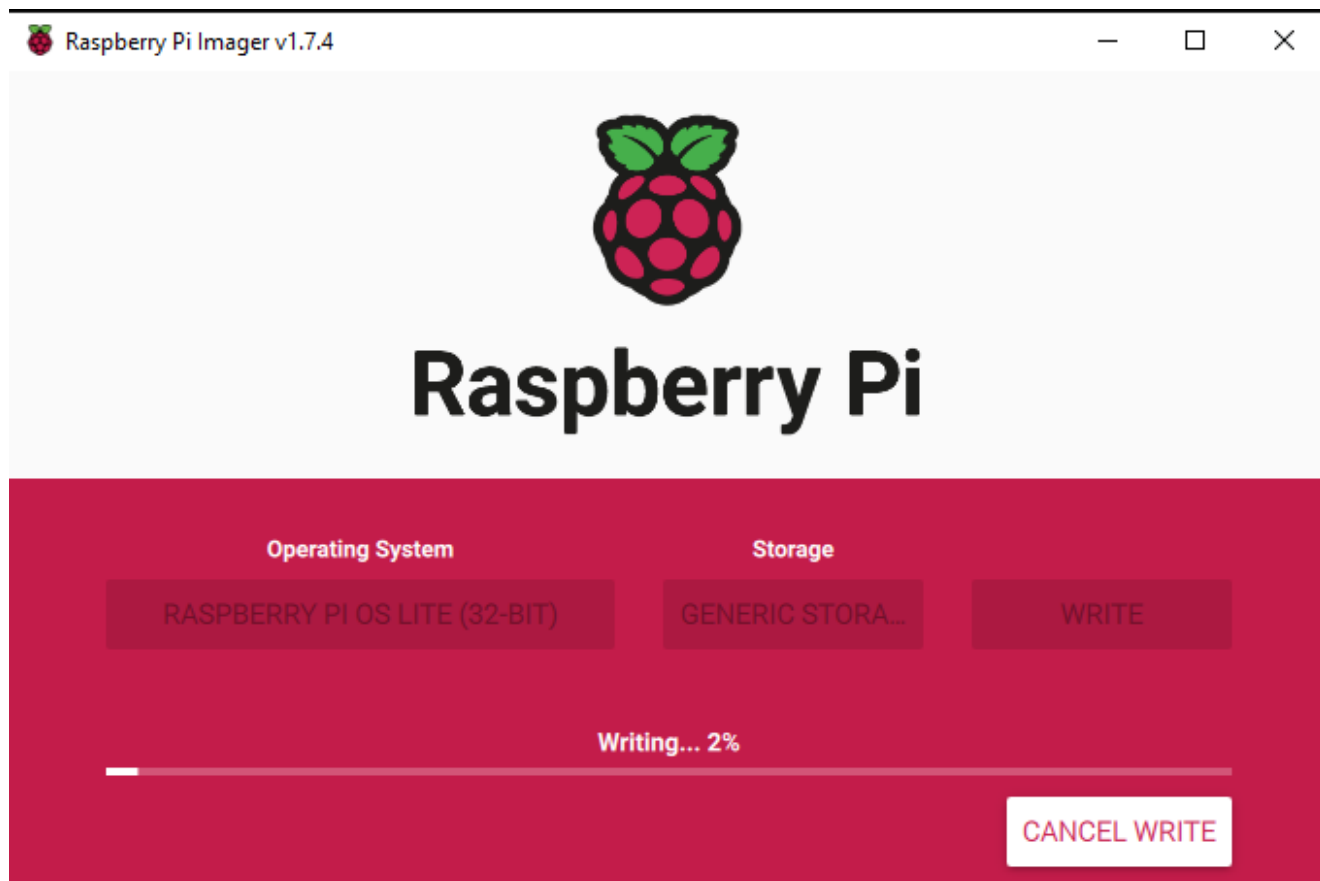 Raspberry Pi Imager v1.7.4
Raspberry Pi
Operating System
Storage
RASPBERRY PI OS LITE (32-BIT)
GENERIC STORA...
WRITE
Writing... 2%
CANCEL WRITE